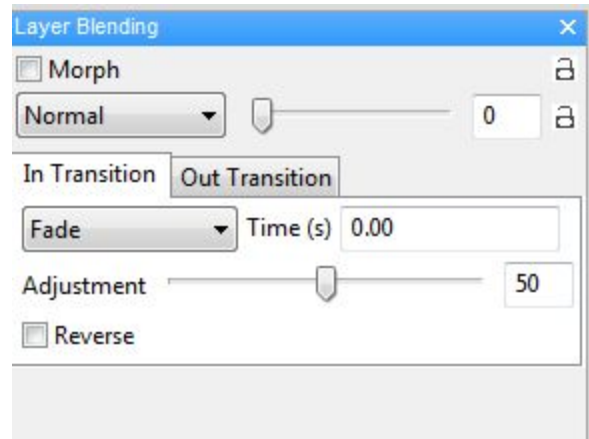 Layer Blending
Morph
Normal 0
In Transition Out Transition
Fade Time (s) 0.00
Adjustment 50
Reverse